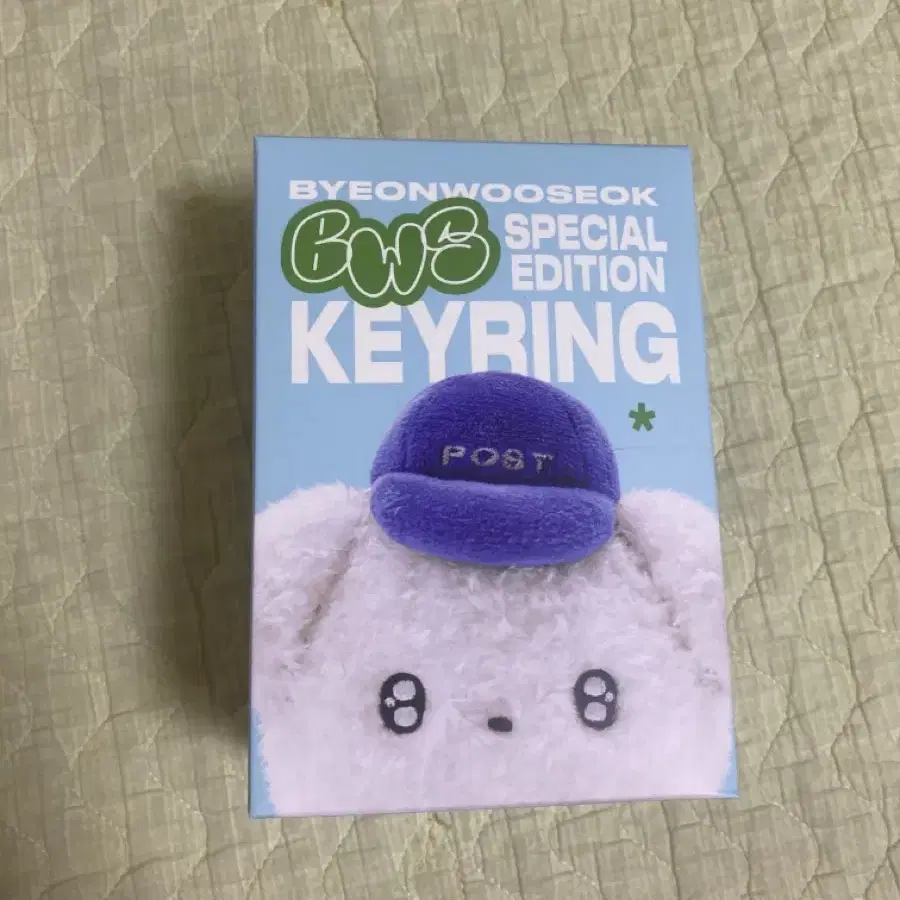 BYEONWOOSEOK
BWS SPECIAL
EDITION
KEYRING
*
POST